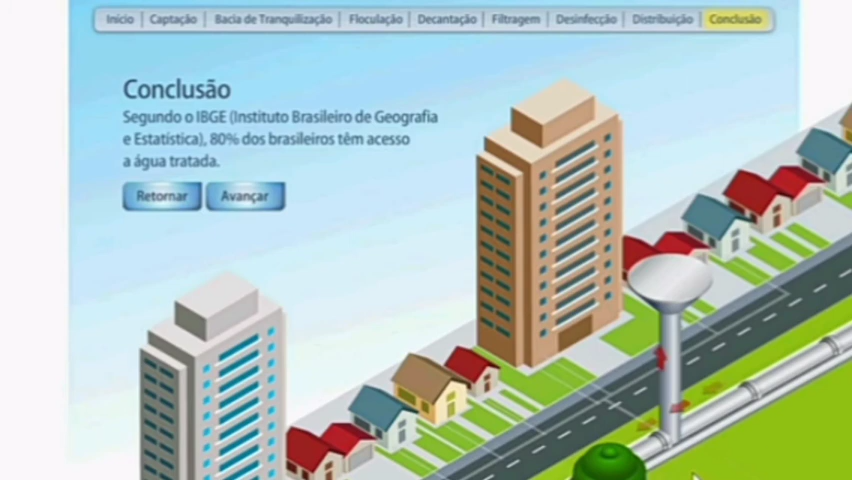 Início | Captação | Bacia de Tranquilização | Floculação | Decantação | Filtragem | Desinfecção | Distribuição | Conclusão
Conclusão
Segundo o IBGE (Instituto Brasileiro de Geografia
e Estatística), 80% dos brasileiros têm acesso
a água tratada.
Retornar Avançar